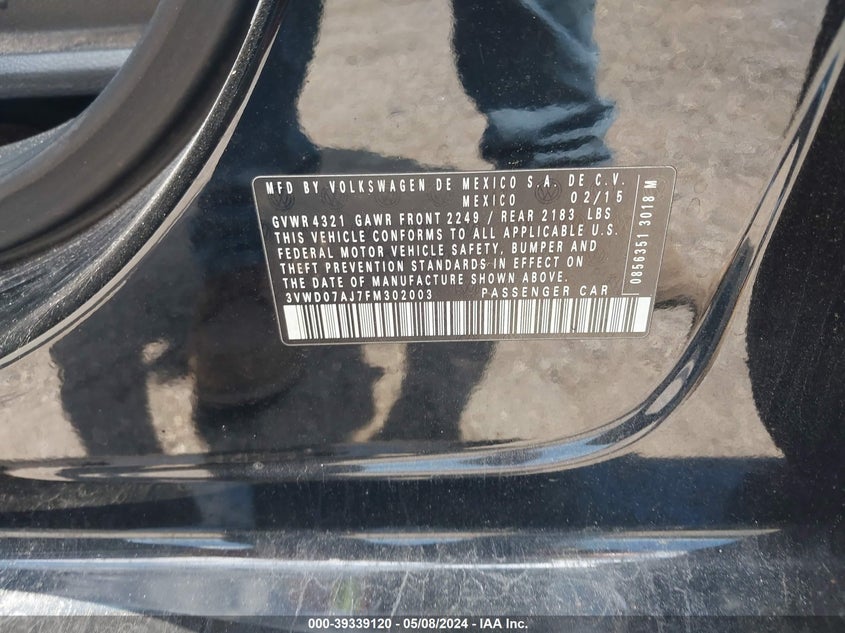 MFD BY VOLKSWAGEN DE MEXICO S.A. DE C.V.
MEXICO 02/15
GVWR 4321 GAWR FRONT 2249 / REAR 2183 LBS
THIS VEHICLE CONFORMS TO ALL APPLICABLE U.S.
FEDERAL MOTOR VEHICLE SAFETY, BUMPER AND
THEFT PREVENTION STANDARDS IN EFFECT ON
THE DATE OF MANUFACTURE SHOWN ABOVE.
3VWD07AJ7FM302003 PASSENGER CAR
0856351 3018 M
000-39339120 - 05/08/2024 - IAA Inc.